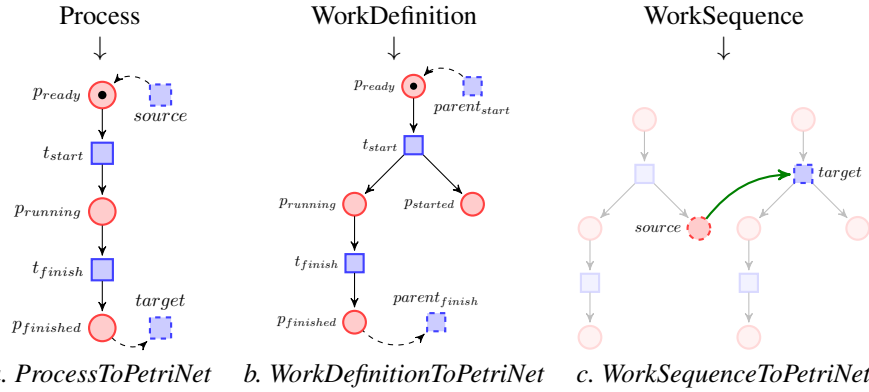 Process
WorkDefinition
WorkSequence
↓
↓
↓
p_ready
source
t_start
p_running
t_finish
target
p_finished
p_ready
parent_start
t_start
p_running
p_started
t_finish
parent_finish
p_finished
target
source
. ProcessToPetriNet
b. WorkDefinitionToPetriNet
c. WorkSequenceToPetriNet